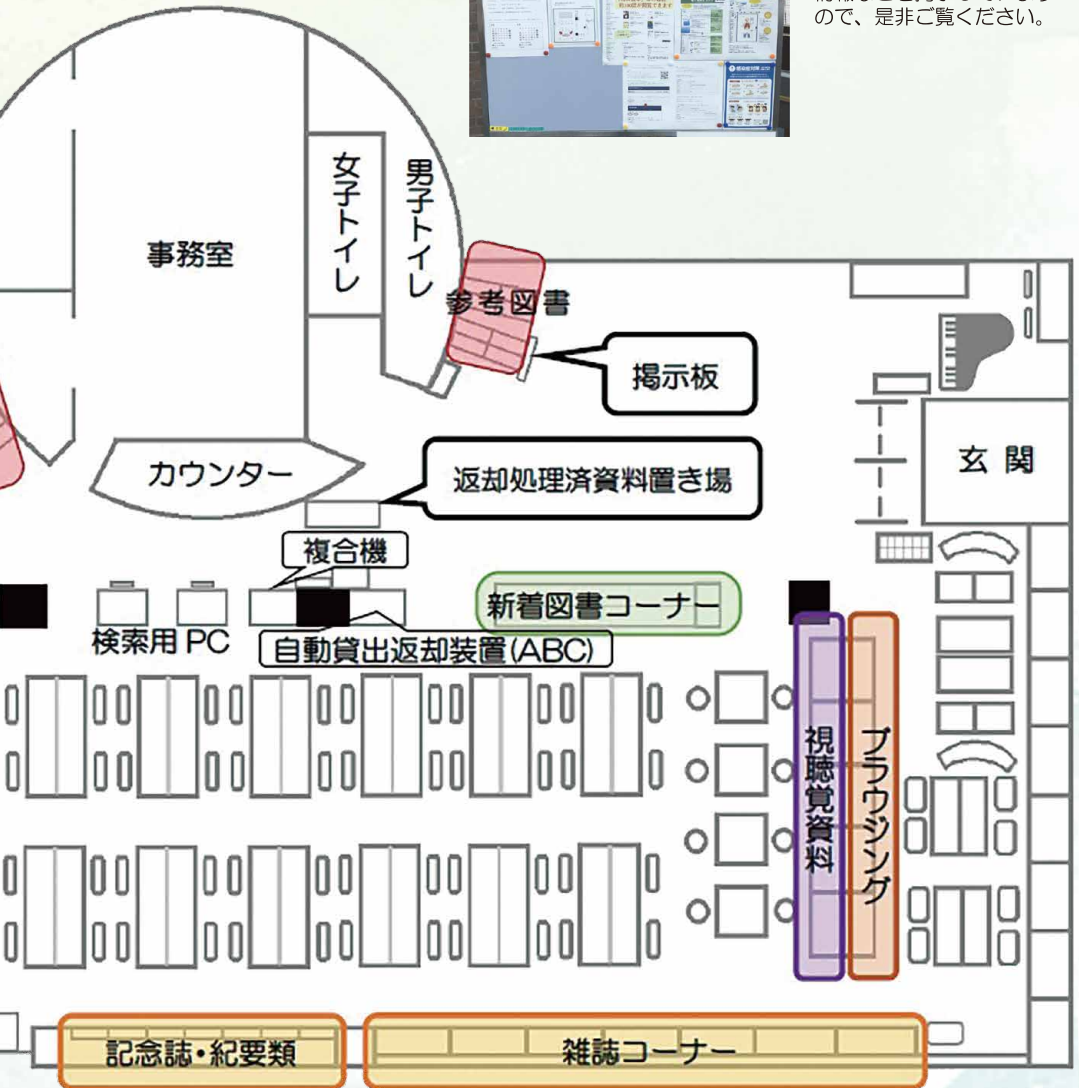 ので、是非ご覧ください。
女子トイレ
男子トイレ
事務室
参考図書
掲示板
カウンター
返却処理済資料置き場
玄関
複合機
新着図書コーナー
検索用 PC
自動貸出返却装置(ABC)
視聴覚資料
ブラウジング
記念誌・紀要類
雑誌コーナー